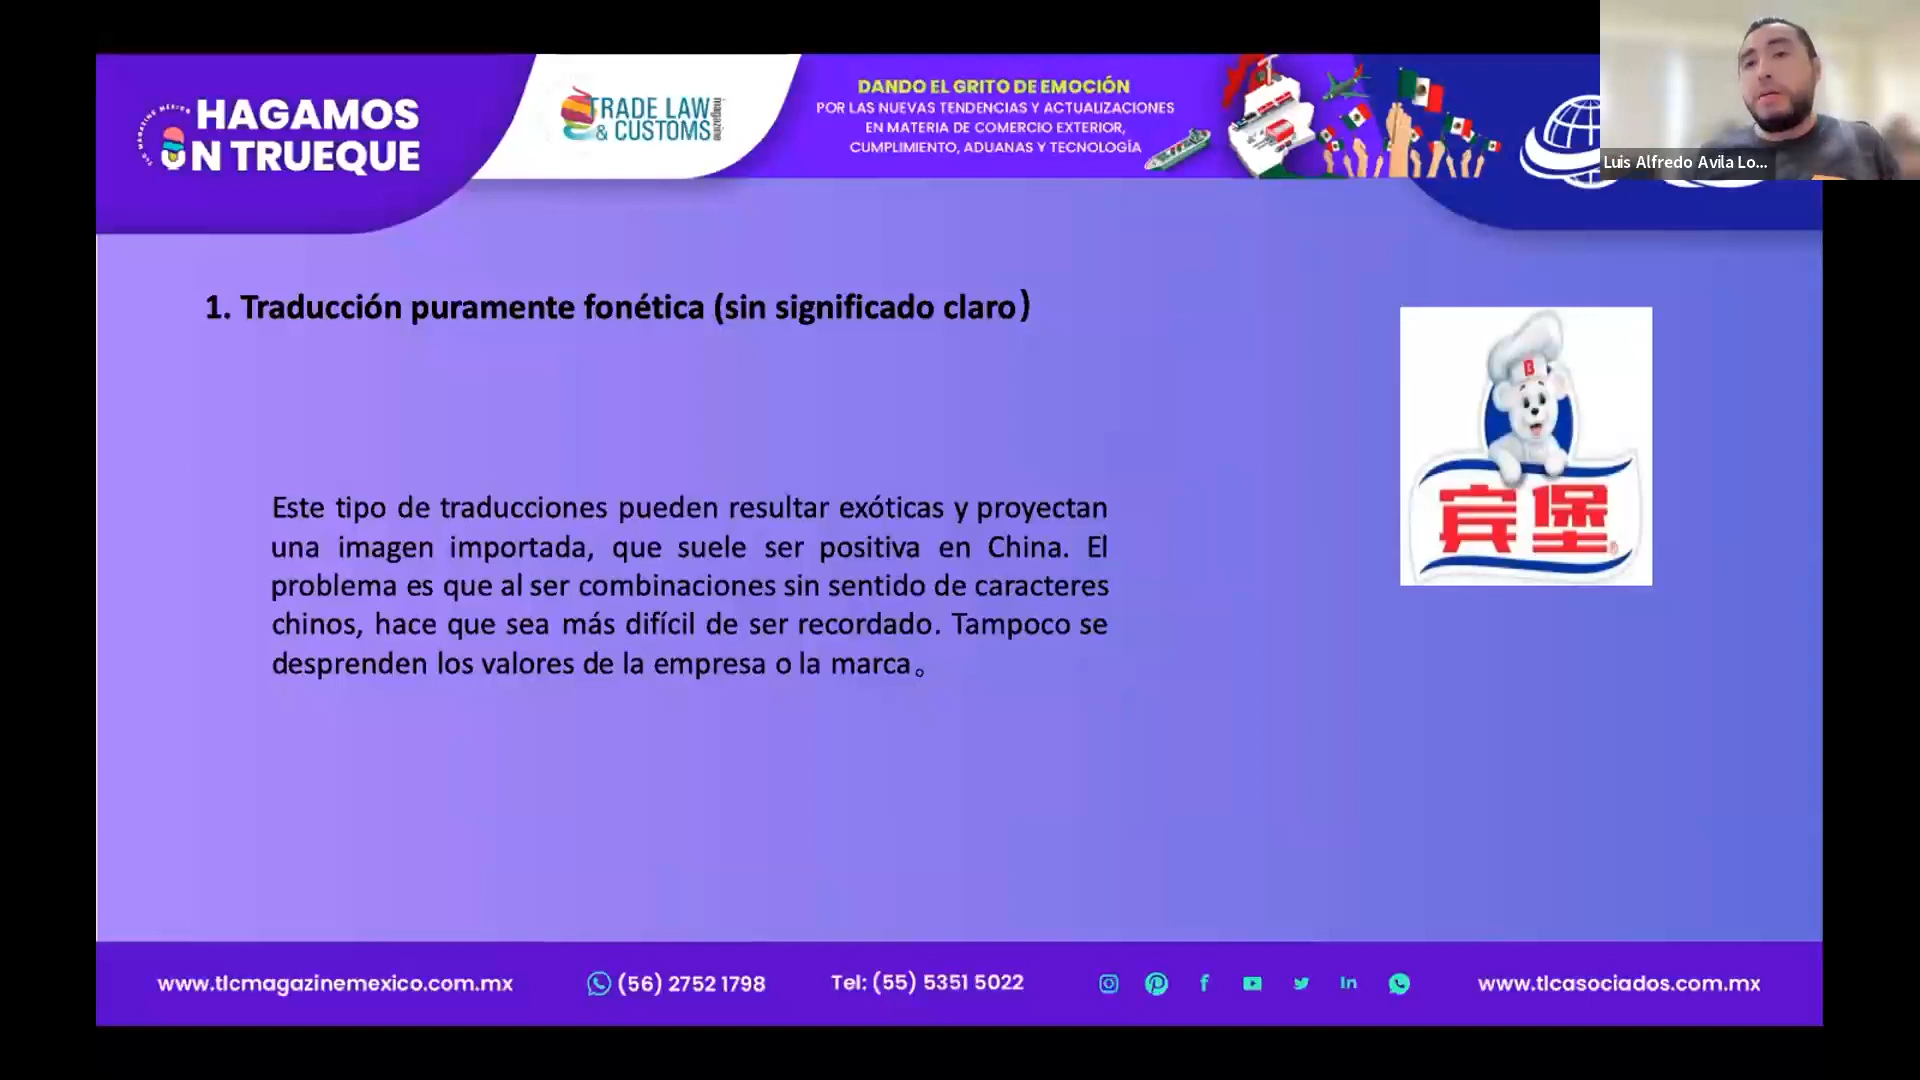 HAGAMOS
UN TRUEQUE
TLC MAGAZINE MÉXICO
TRADE LAW
& CUSTOMS
magazine
DANDO EL GRITO DE EMOCIÓN
POR LAS NUEVAS TENDENCIAS Y ACTUALIZACIONES
EN MATERIA DE COMERCIO EXTERIOR,
CUMPLIMIENTO, ADUANAS Y TECNOLOGÍA
Luis Alfredo Avila Lo...
1. Traducción puramente fonética (sin significado claro）
B
宾堡
®
Este tipo de traducciones pueden resultar exóticas y proyectan
una imagen importada, que suele ser positiva en China. El
problema es que al ser combinaciones sin sentido de caracteres
chinos, hace que sea más difícil de ser recordado. Tampoco se
desprenden los valores de la empresa o la marca。
www.tlcmagazinemexico.com.mx
(56) 2752 1798
Tel: (55) 5351 5022
www.tlcasociados.com.mx